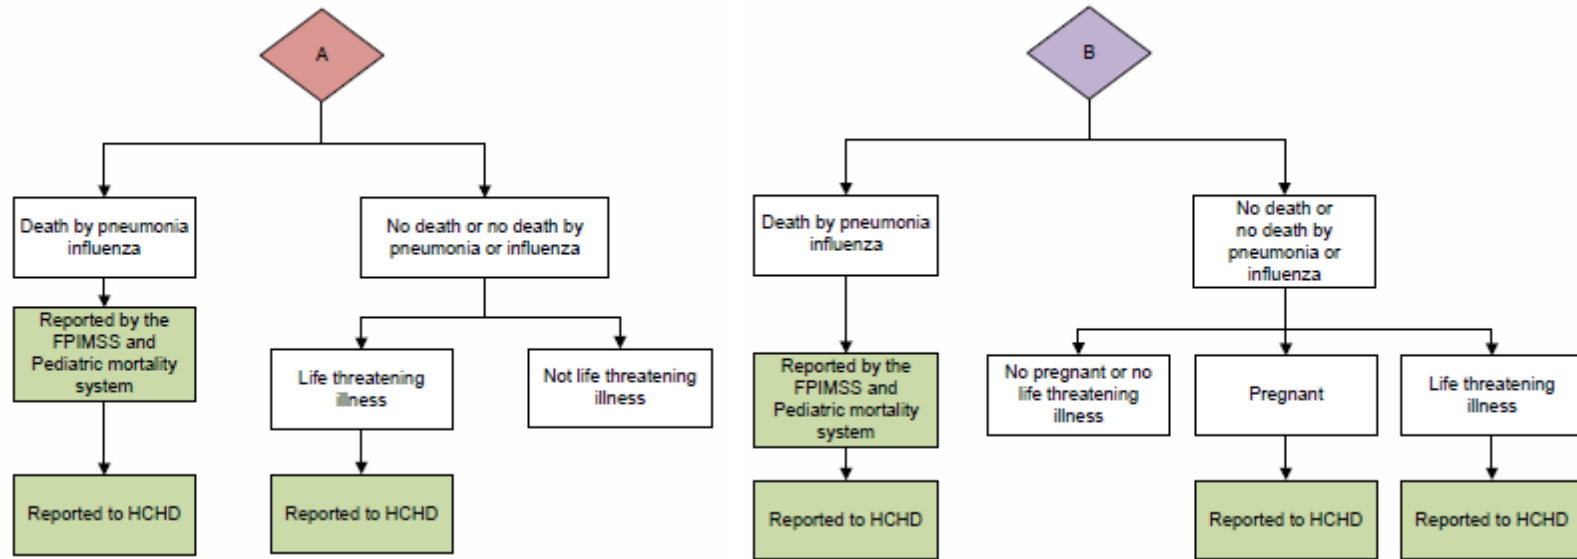 A
Death by pneumonia
influenza
No death or no death by
pneumonia or influenza
Reported by the
FPIMSS and
Pediatric mortality
system
Life threatening
illness
Not life threatening
illness
Reported to HCHD
Reported to HCHD
B
Death by pneumonia
influenza
No death or
no death by
pneumonia or
influenza
Reported by the
FPIMSS and
Pediatric mortality
system
No pregnant or no
life threatening
illness
Pregnant
Life threatening
illness
Reported to HCHD
Reported to HCHD
Reported to HCHD